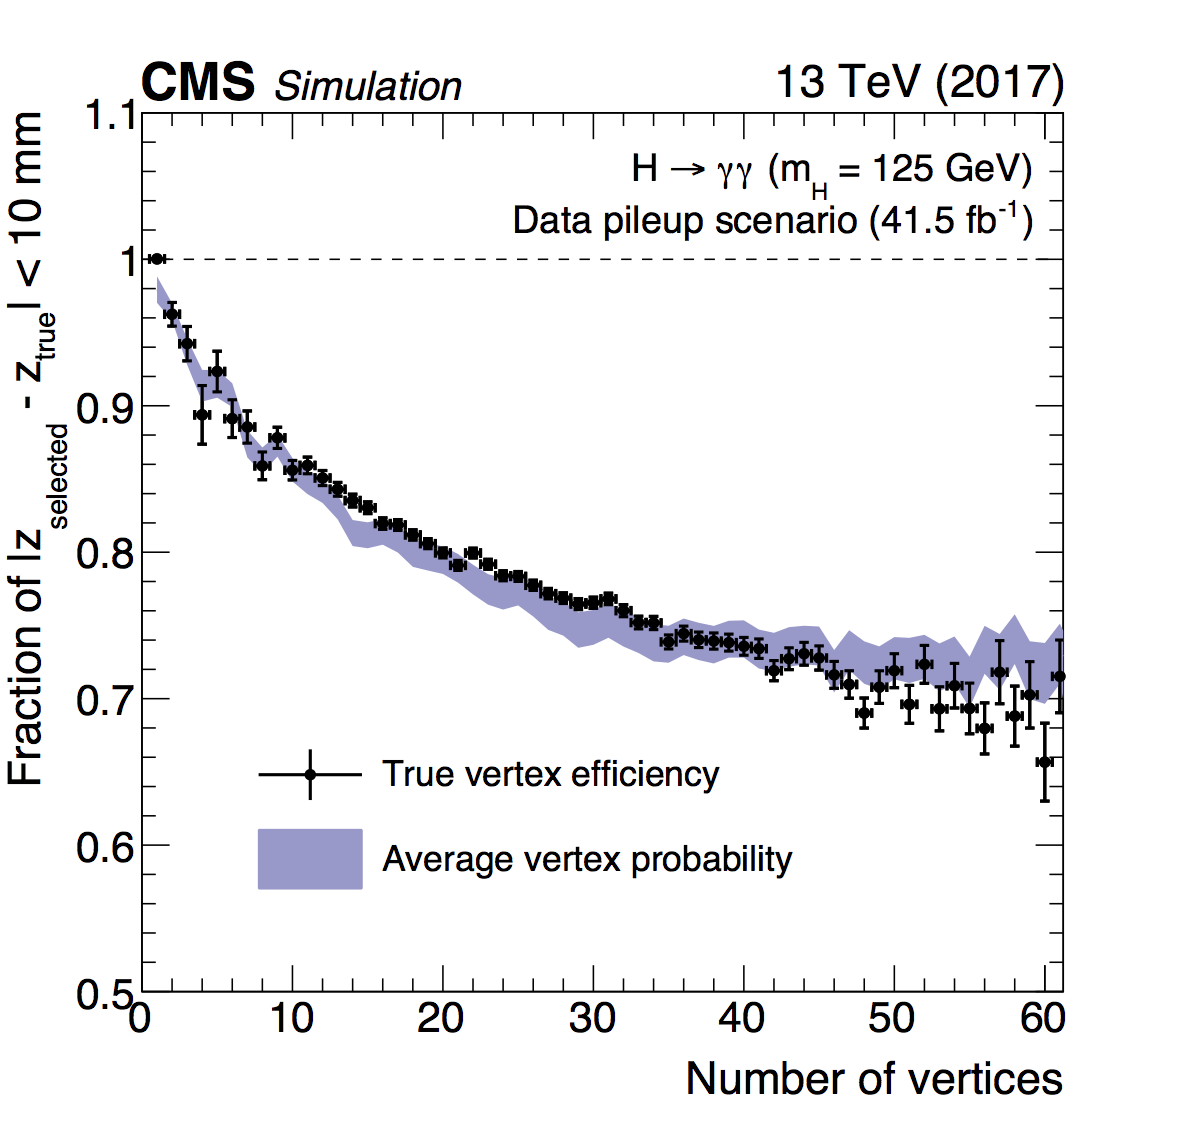 CMS Simulation 13 TeV (2017)
H → γγ (m_H = 125 GeV)
Data pileup scenario (41.5 fb⁻¹)
Fraction of |z_selected - z_true| < 10 mm
1.1
1
0.9
0.8
0.7
0.6
0.5
True vertex efficiency
Average vertex probability
0 10 20 30 40 50 60
Number of vertices